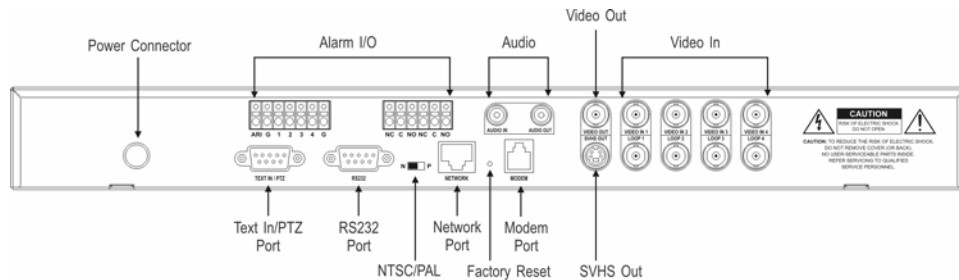 Video Out
Power Connector
Alarm I/O
Audio
Video In
ARI G 1 2 3 4 G
NC C NO NC C NO
AUDIO IN
AUDIO OUT
VIDEO OUT
SVHS OUT
VIDEO IN 1
LOOP 1
VIDEO IN 2
LOOP 2
VIDEO IN 3
LOOP 3
VIDEO IN 4
LOOP 4
CAUTION
RISK OF ELECTRIC SHOCK
DO NOT OPEN
CAUTION: TO REDUCE THE RISK OF ELECTRIC SHOCK.
DO NOT REMOVE COVER (OR BACK).
NO USER-SERVICEABLE PARTS INSIDE.
REFER SERVICING TO QUALIFIED
SERVICE PERSONNEL.
TEXT IN / PTZ
RS232
N P
NETWORK
MODEM
Text In/PTZ
Port
RS232
Port
NTSC/PAL
Network
Port
Factory Reset
Modem
Port
SVHS Out